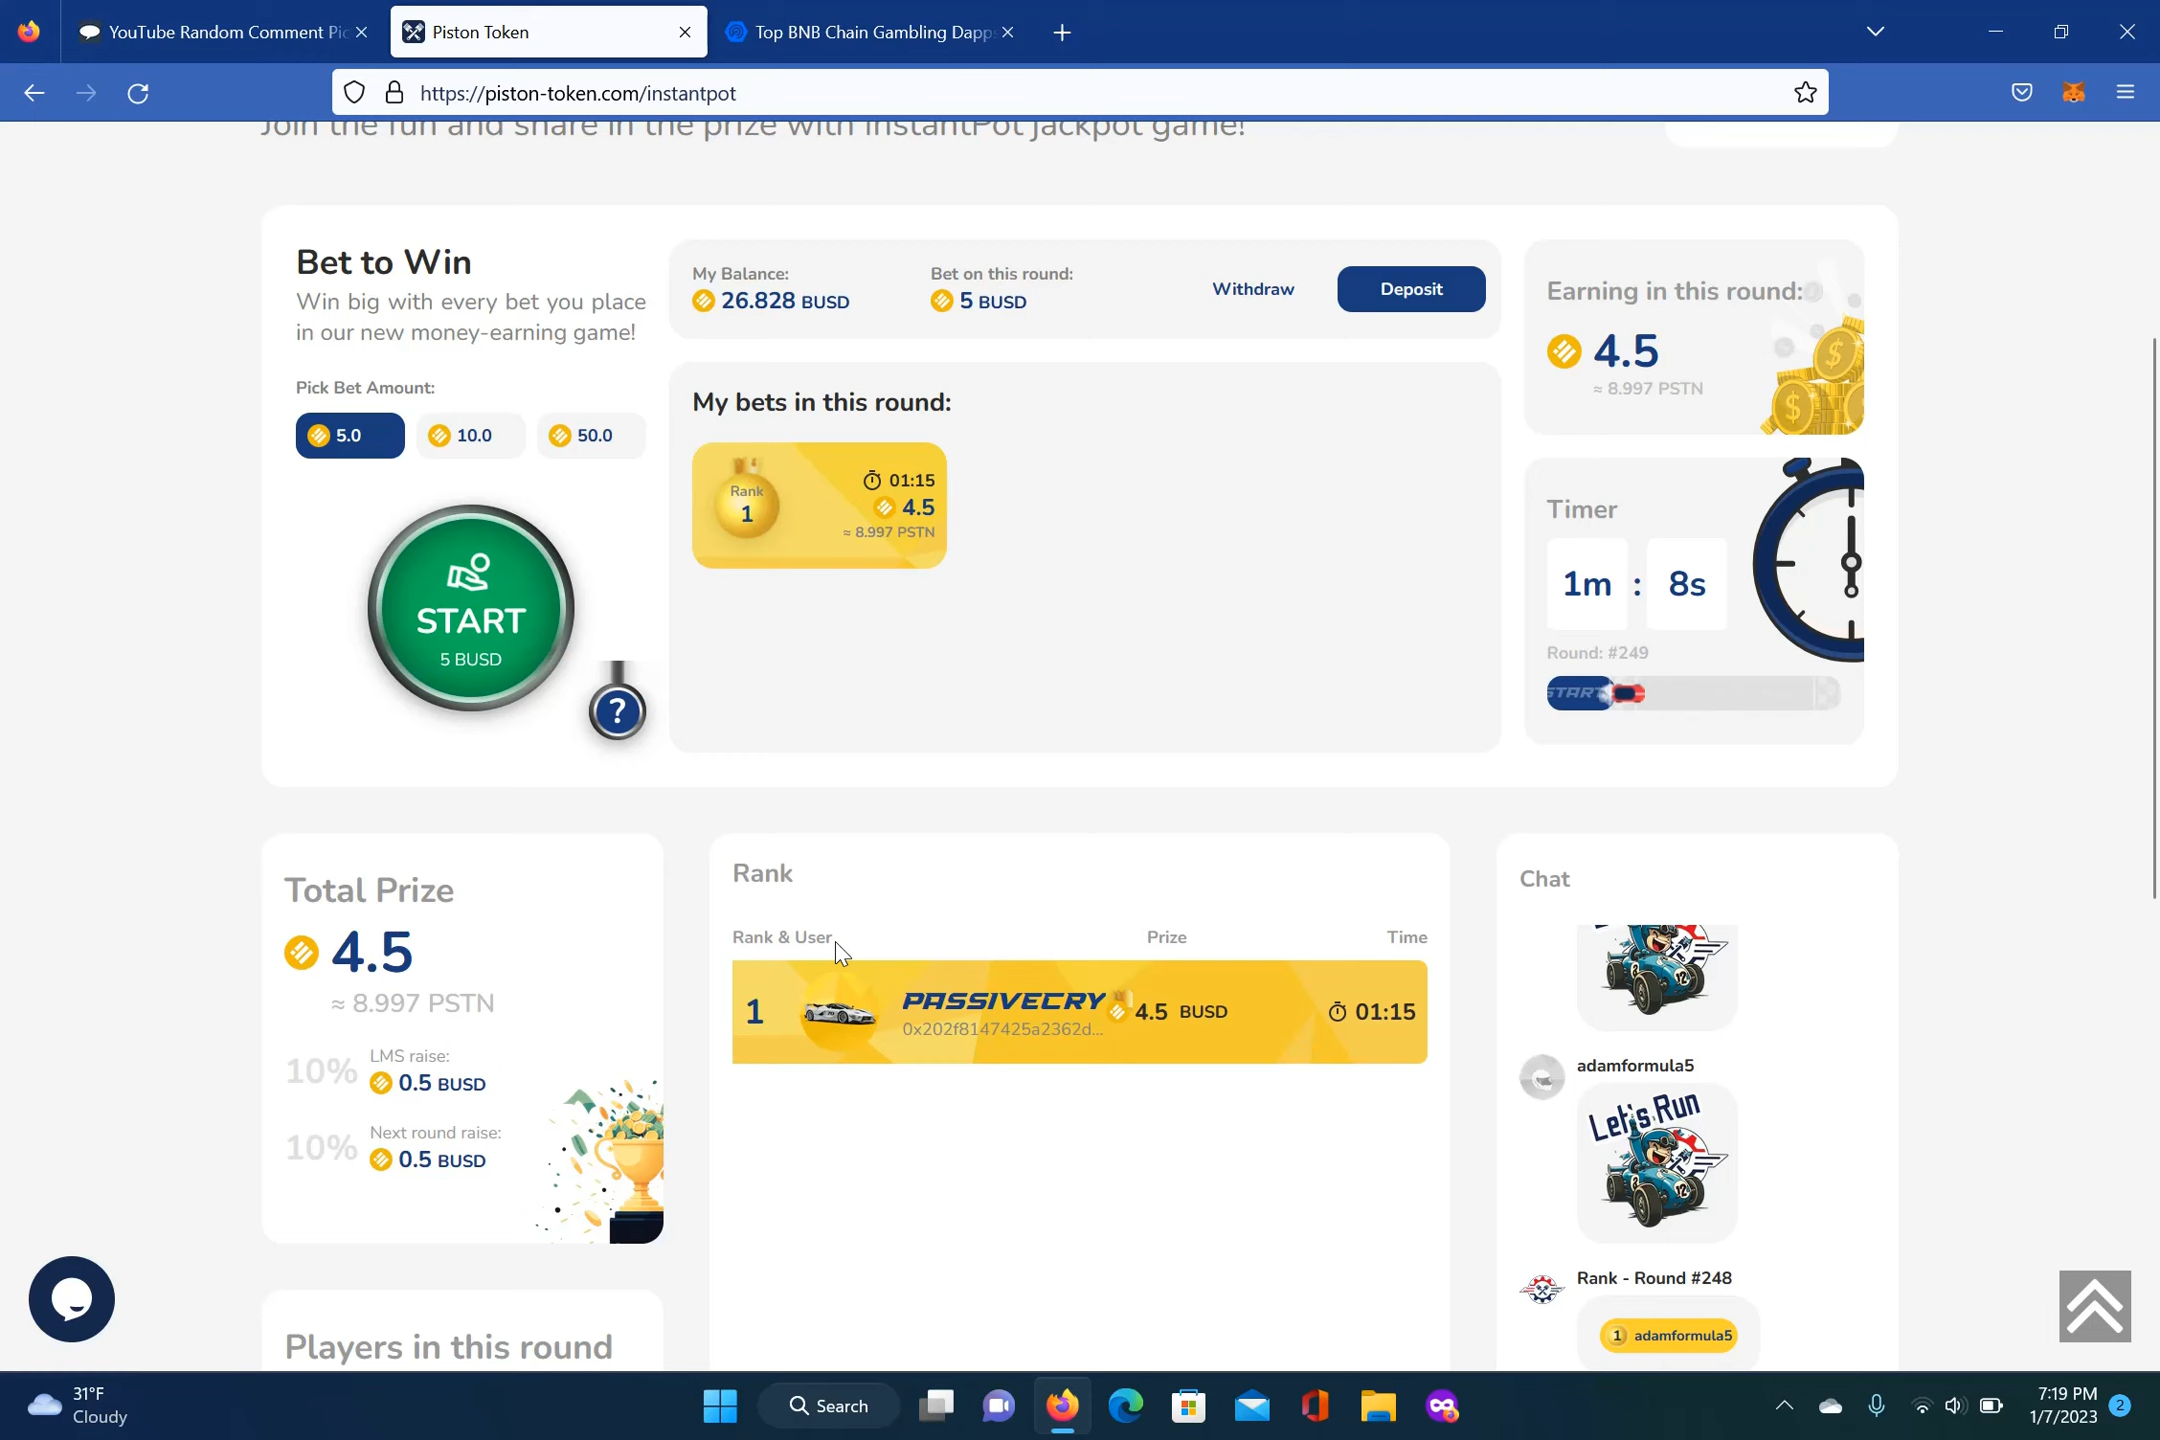 YouTube Random Comment Pic
Piston Token
Top BNB Chain Gambling Dapps
https://piston-token.com/instantpot
Join the fun and share in the prize with InstantPot jackpot game!
Bet to Win
Win big with every bet you place
in our new money-earning game!
Pick Bet Amount:
5.0
10.0
50.0
START
5 BUSD
?
My Balance:
26.828 BUSD
Bet on this round:
5 BUSD
Withdraw
Deposit
My bets in this round:
Rank
1
01:15
4.5
≈ 8.997 PSTN
Earning in this round:
4.5
≈ 8.997 PSTN
Timer
1m : 8s
Round: #249
START
Total Prize
4.5
≈ 8.997 PSTN
10%
LMS raise:
0.5 BUSD
10%
Next round raise:
0.5 BUSD
Players in this round
Rank
Rank & User
Prize
Time
1
PASSIVECRY
0x202f8147425a2362d...
4.5 BUSD
01:15
Chat
12
adamformula5
Let's Run
12
Rank - Round #248
1 adamformula5
31°F
Cloudy
Search
7:19 PM
1/7/2023
2